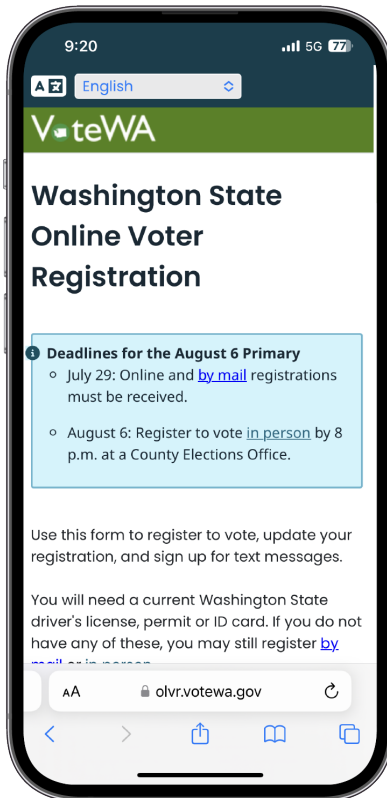 9:20 5G 77
A English
VoteWA
Washington State
Online Voter
Registration
Deadlines for the August 6 Primary
July 29: Online and by mail registrations
must be received.
August 6: Register to vote in person by 8
p.m. at a County Elections Office.
Use this form to register to vote, update your
registration, and sign up for text messages.
You will need a current Washington State
driver's license, permit or ID card. If you do not
have any of these, you may still register by
mail or in person
AA olvr.votewa.gov